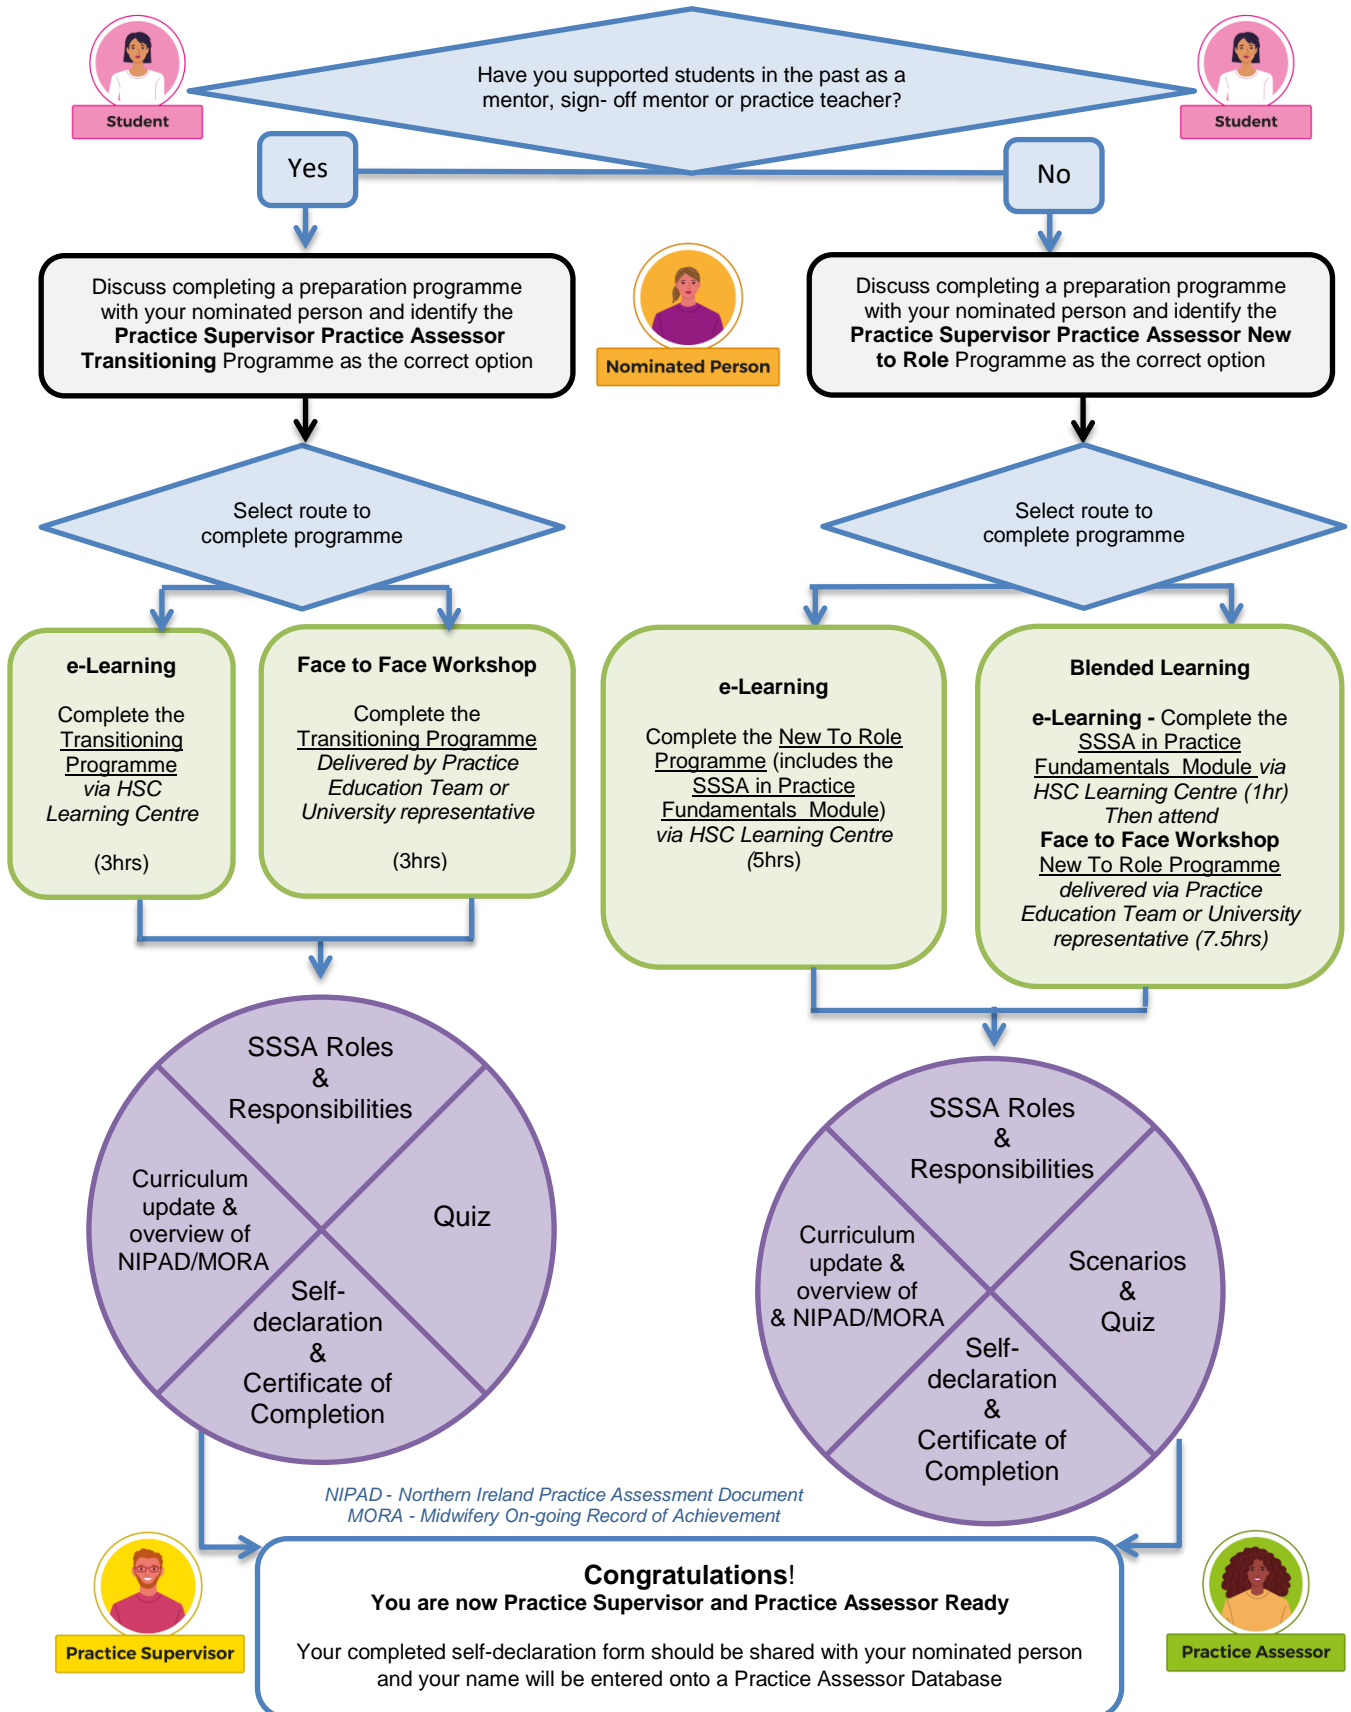 Have you supported students in the past as a
mentor, sign- off mentor or practice teacher?
Student
Student
Yes
No
Discuss completing a preparation programme
with your nominated person and identify the
Practice Supervisor Practice Assessor
Transitioning Programme as the correct option
Nominated Person
Discuss completing a preparation programme
with your nominated person and identify the
Practice Supervisor Practice Assessor New
to Role Programme as the correct option
Select route to
complete programme
Select route to
complete programme
e-Learning
Complete the
Transitioning
Programme
via HSC
Learning Centre
(3hrs)
Face to Face Workshop
Complete the
Transitioning Programme
Delivered by Practice
Education Team or
University representative
(3hrs)
e-Learning
Complete the New To Role
Programme (includes the
SSSA in Practice
Fundamentals Module)
via HSC Learning Centre
(5hrs)
Blended Learning
e-Learning - Complete the
SSSA in Practice
Fundamentals Module via
HSC Learning Centre (1hr)
Then attend
Face to Face Workshop
New To Role Programme
delivered via Practice
Education Team or University
representative (7.5hrs)
SSSA Roles
&
Responsibilities
Curriculum
update &
overview of
NIPAD/MORA
Quiz
Self-
declaration
&
Certificate of
Completion
SSSA Roles
&
Responsibilities
Curriculum
update &
overview of
& NIPAD/MORA
Scenarios
&
Quiz
Self-
declaration
&
Certificate of
Completion
NIPAD - Northern Ireland Practice Assessment Document
MORA - Midwifery On-going Record of Achievement
Practice Supervisor
Congratulations!
You are now Practice Supervisor and Practice Assessor Ready
Your completed self-declaration form should be shared with your nominated person
and your name will be entered onto a Practice Assessor Database
Practice Assessor